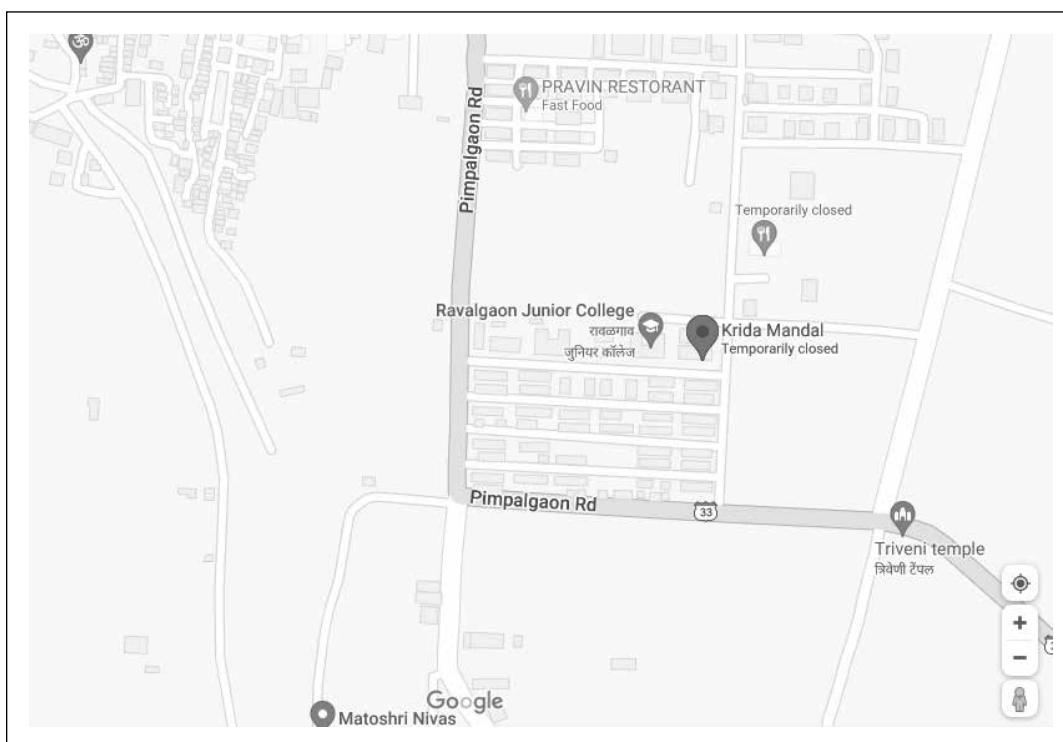 PRAVIN RESTORANT
Fast Food
Pimpalgaon Rd
Temporarily closed
Ravalgaon Junior College
रावळगाव
जुनियर कॉलेज
Krida Mandal
Temporarily closed
Pimpalgaon Rd
33
Triveni temple
त्रिवेणी टेंपल
Google
Matoshri Nivas